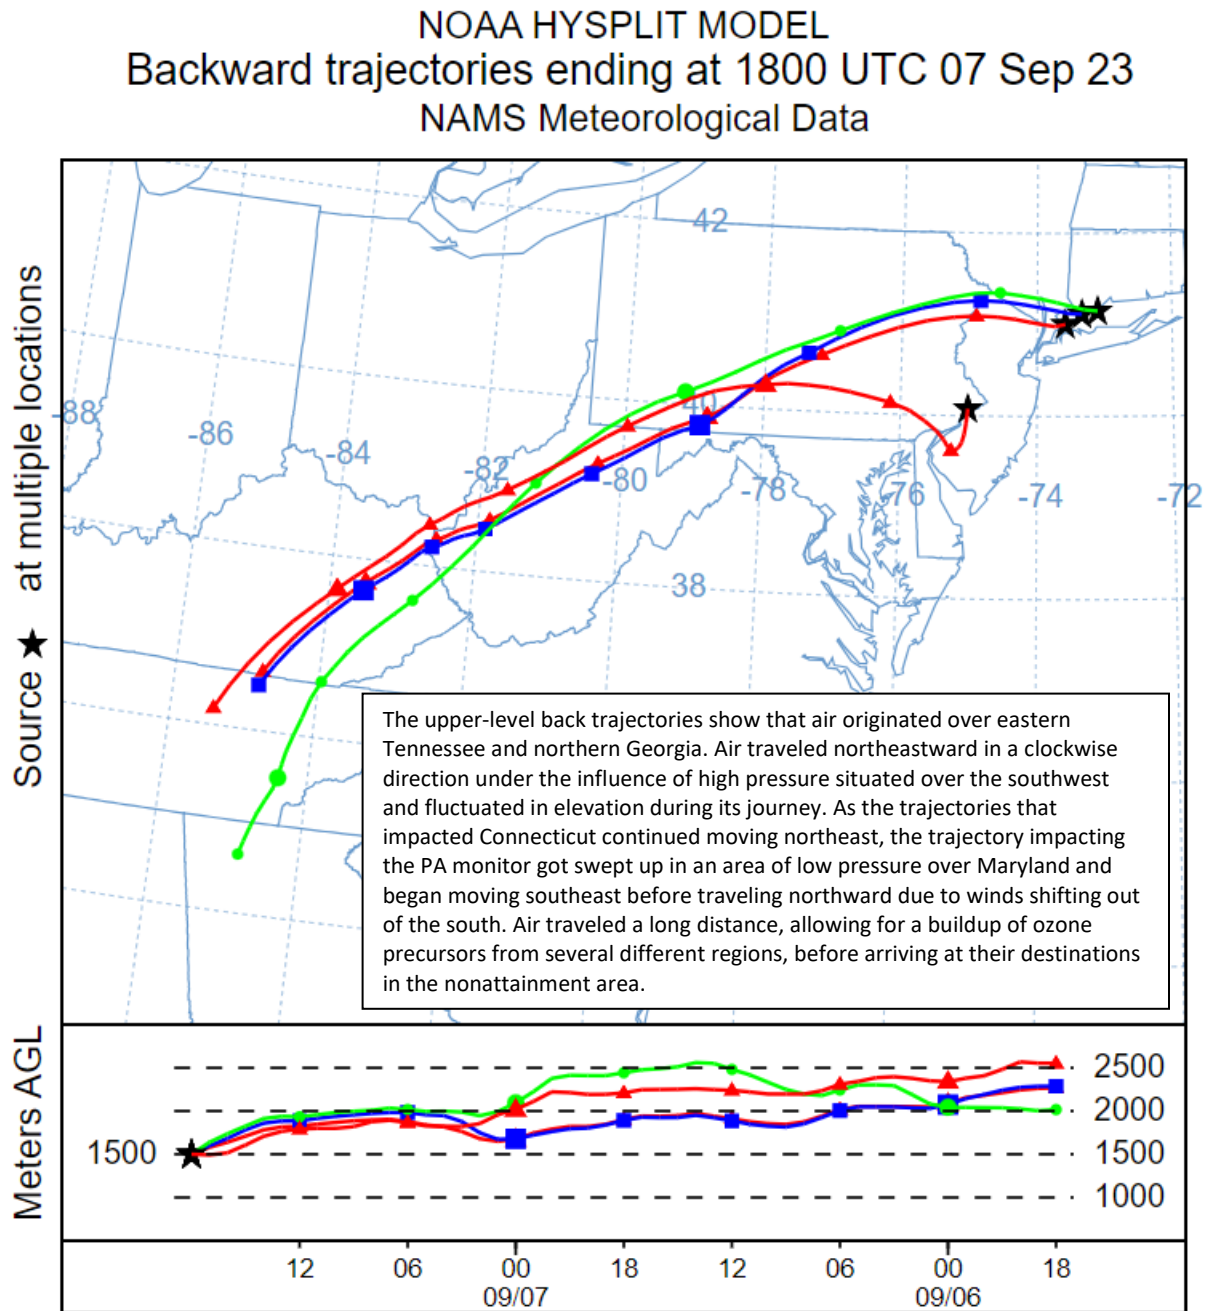 NOAA HYSPLIT MODEL
Backward trajectories ending at 1800 UTC 07 Sep 23
NAMS Meteorological Data
Source ★ at multiple locations
42
40
-88
-86
-84
-82
-80
-78
-76
-74
-72
38
The upper-level back trajectories show that air originated over eastern
Tennessee and northern Georgia. Air traveled northeastward in a clockwise
direction under the influence of high pressure situated over the southwest
and fluctuated in elevation during its journey. As the trajectories that
impacted Connecticut continued moving northeast, the trajectory impacting
the PA monitor got swept up in an area of low pressure over Maryland and
began moving southeast before traveling northward due to winds shifting out
of the south. Air traveled a long distance, allowing for a buildup of ozone
precursors from several different regions, before arriving at their destinations
in the nonattainment area.
Meters AGL
2500
2000
1500
1500
1000
12 06 00 18 12 06 00 18
09/07 09/06